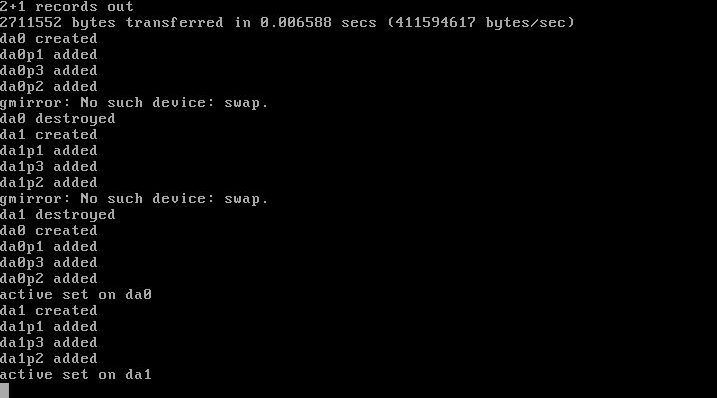 2+1 records out
2711552 bytes transferred in 0.006588 secs (411594617 bytes/sec)
da0 created
da0p1 added
da0p3 added
da0p2 added
gmirror: No such device: swap.
da0 destroyed
da1 created
da1p1 added
da1p3 added
da1p2 added
gmirror: No such device: swap.
da1 destroyed
da0 created
da0p1 added
da0p3 added
da0p2 added
active set on da0
da1 created
da1p1 added
da1p3 added
da1p2 added
active set on da1